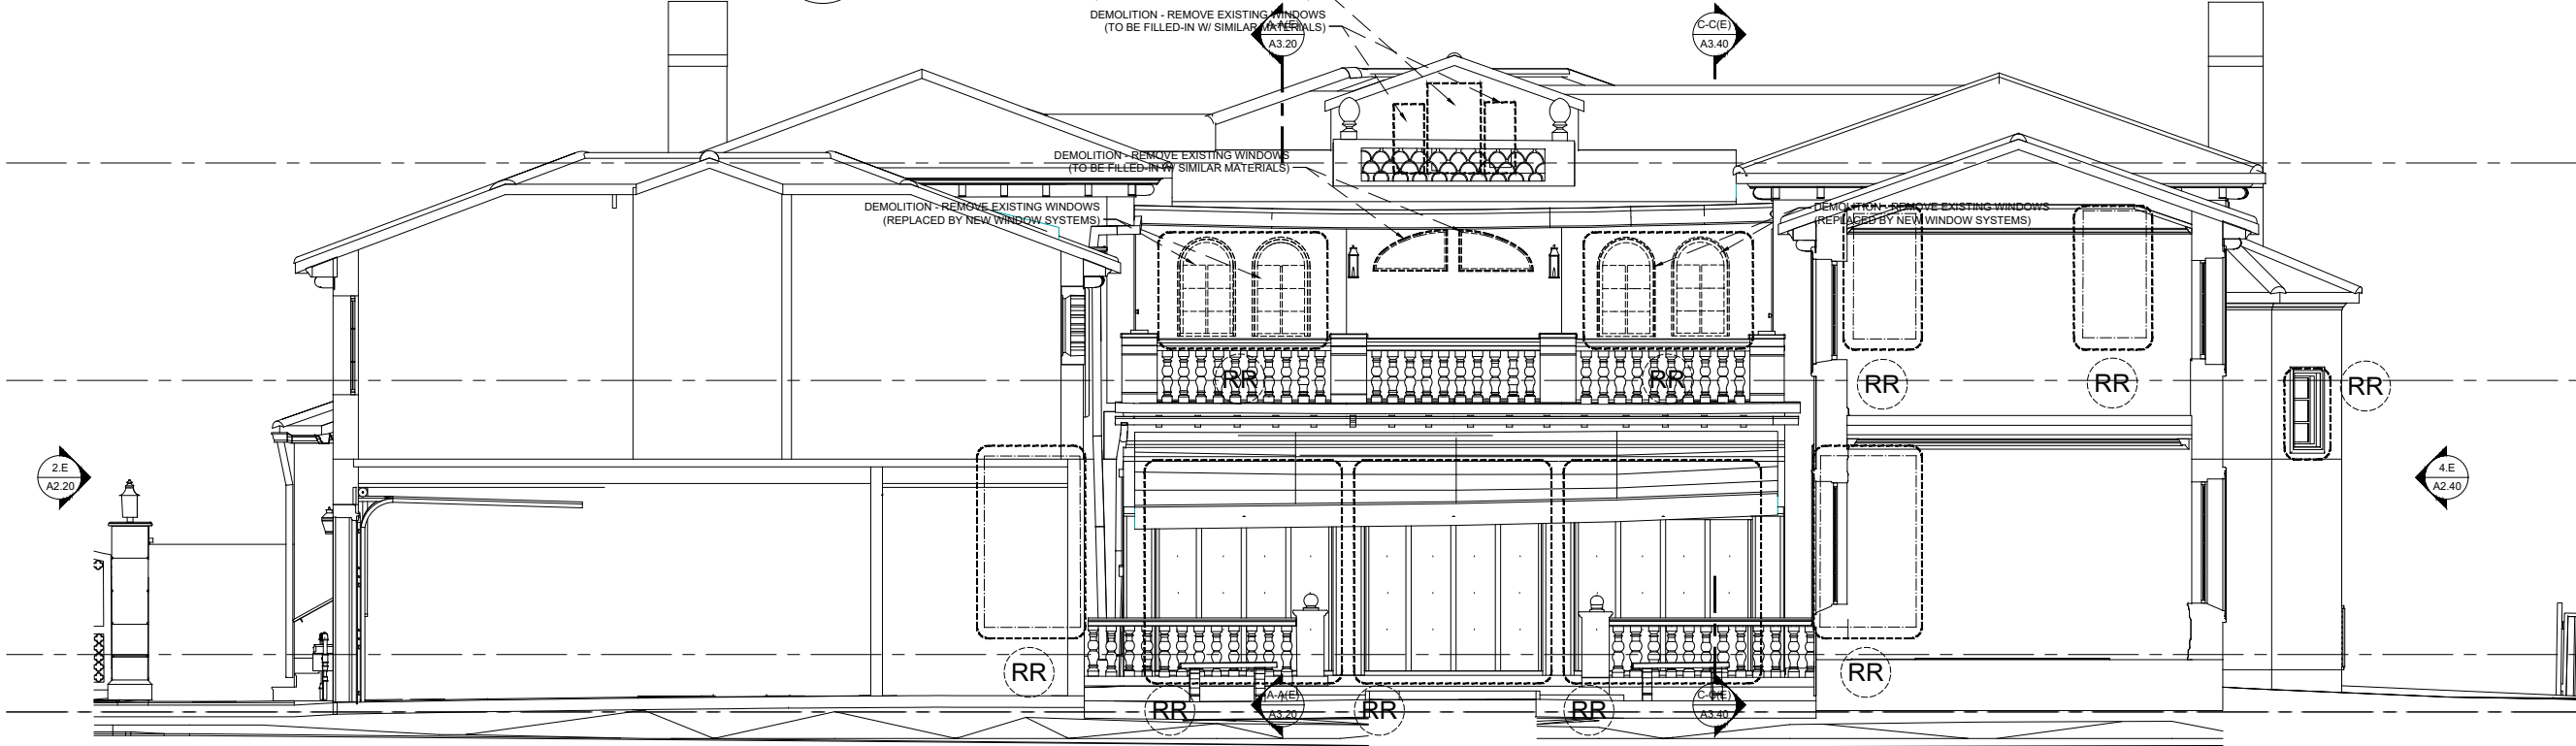 DEMOLITION - REMOVE EXISTING WINDOWS
(TO BE FILLED-IN W/ SIMILAR MATERIALS)
A-A(E)
A3.20
C-C(E)
A3.40
DEMOLITION - REMOVE EXISTING WINDOWS
(TO BE FILLED-IN W/ SIMILAR MATERIALS)
DEMOLITION - REMOVE EXISTING WINDOWS
(REPLACED BY NEW WINDOW SYSTEMS)
DEMOLITION - REMOVE EXISTING WINDOWS
(REPLACED BY NEW WINDOW SYSTEMS)
RR
RR
RR
RR
RR
2.E
A2.20
4.E
A2.40
RR
RR
RR
A-A(E)
A3.20
RR
RR
C-C(E)
A3.40